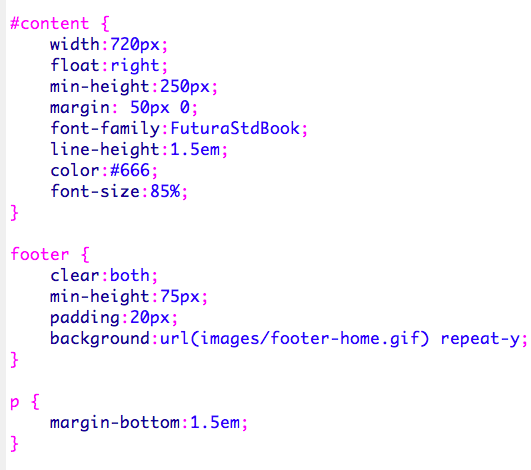 #content {
    width:720px;
    float:right;
    min-height:250px;
    margin: 50px 0;
    font-family:FuturaStdBook;
    line-height:1.5em;
    color:#666;
    font-size:85%;
}

footer {
    clear:both;
    min-height:75px;
    padding:20px;
    background:url(images/footer-home.gif) repeat-y;
}

p {
    margin-bottom:1.5em;
}